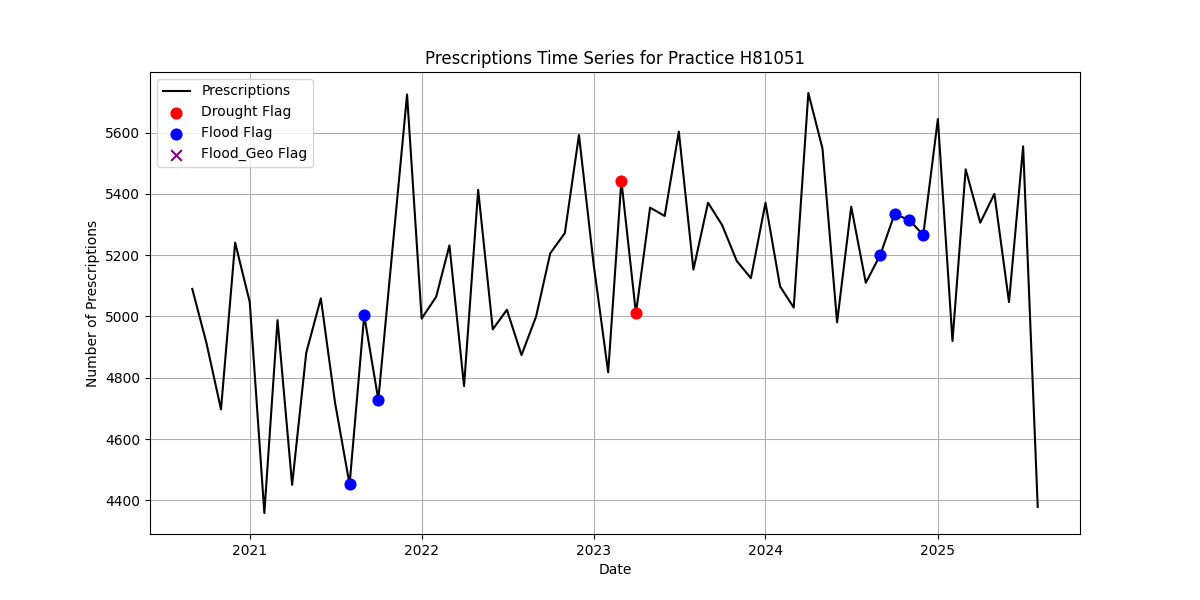 Prescriptions Time Series for Practice H81051
Prescriptions
Drought Flag
Flood Flag
Flood_Geo Flag
Number of Prescriptions
5600
5400
5200
5000
4800
4600
4400
2021
2022
2023
2024
2025
Date